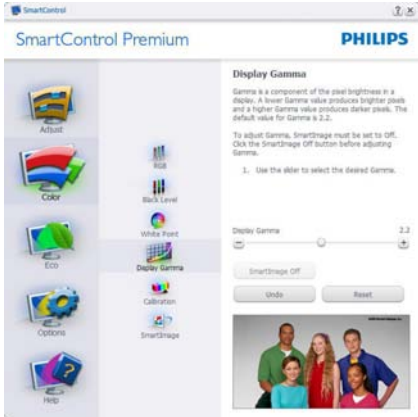 SmartControl
SmartControl Premium
PHILIPS
Adjust
Color
Eco
Options
Help
RGB
Black Level
White Point
Display Gamma
Calibration
SmartImage
Display Gamma
Gamma is a component of the pixel brightness in a
display. A lower Gamma value produces brighter pixels
and a higher Gamma value produces darker pixels. The
default value for Gamma is 2.2.
To adjust Gamma, SmartImage must be set to Off.
Click the SmartImage Off button before adjusting
Gamma.
1. Use the slider to select the desired Gamma.
Display Gamma 2.2
SmartImage Off
Undo Reset